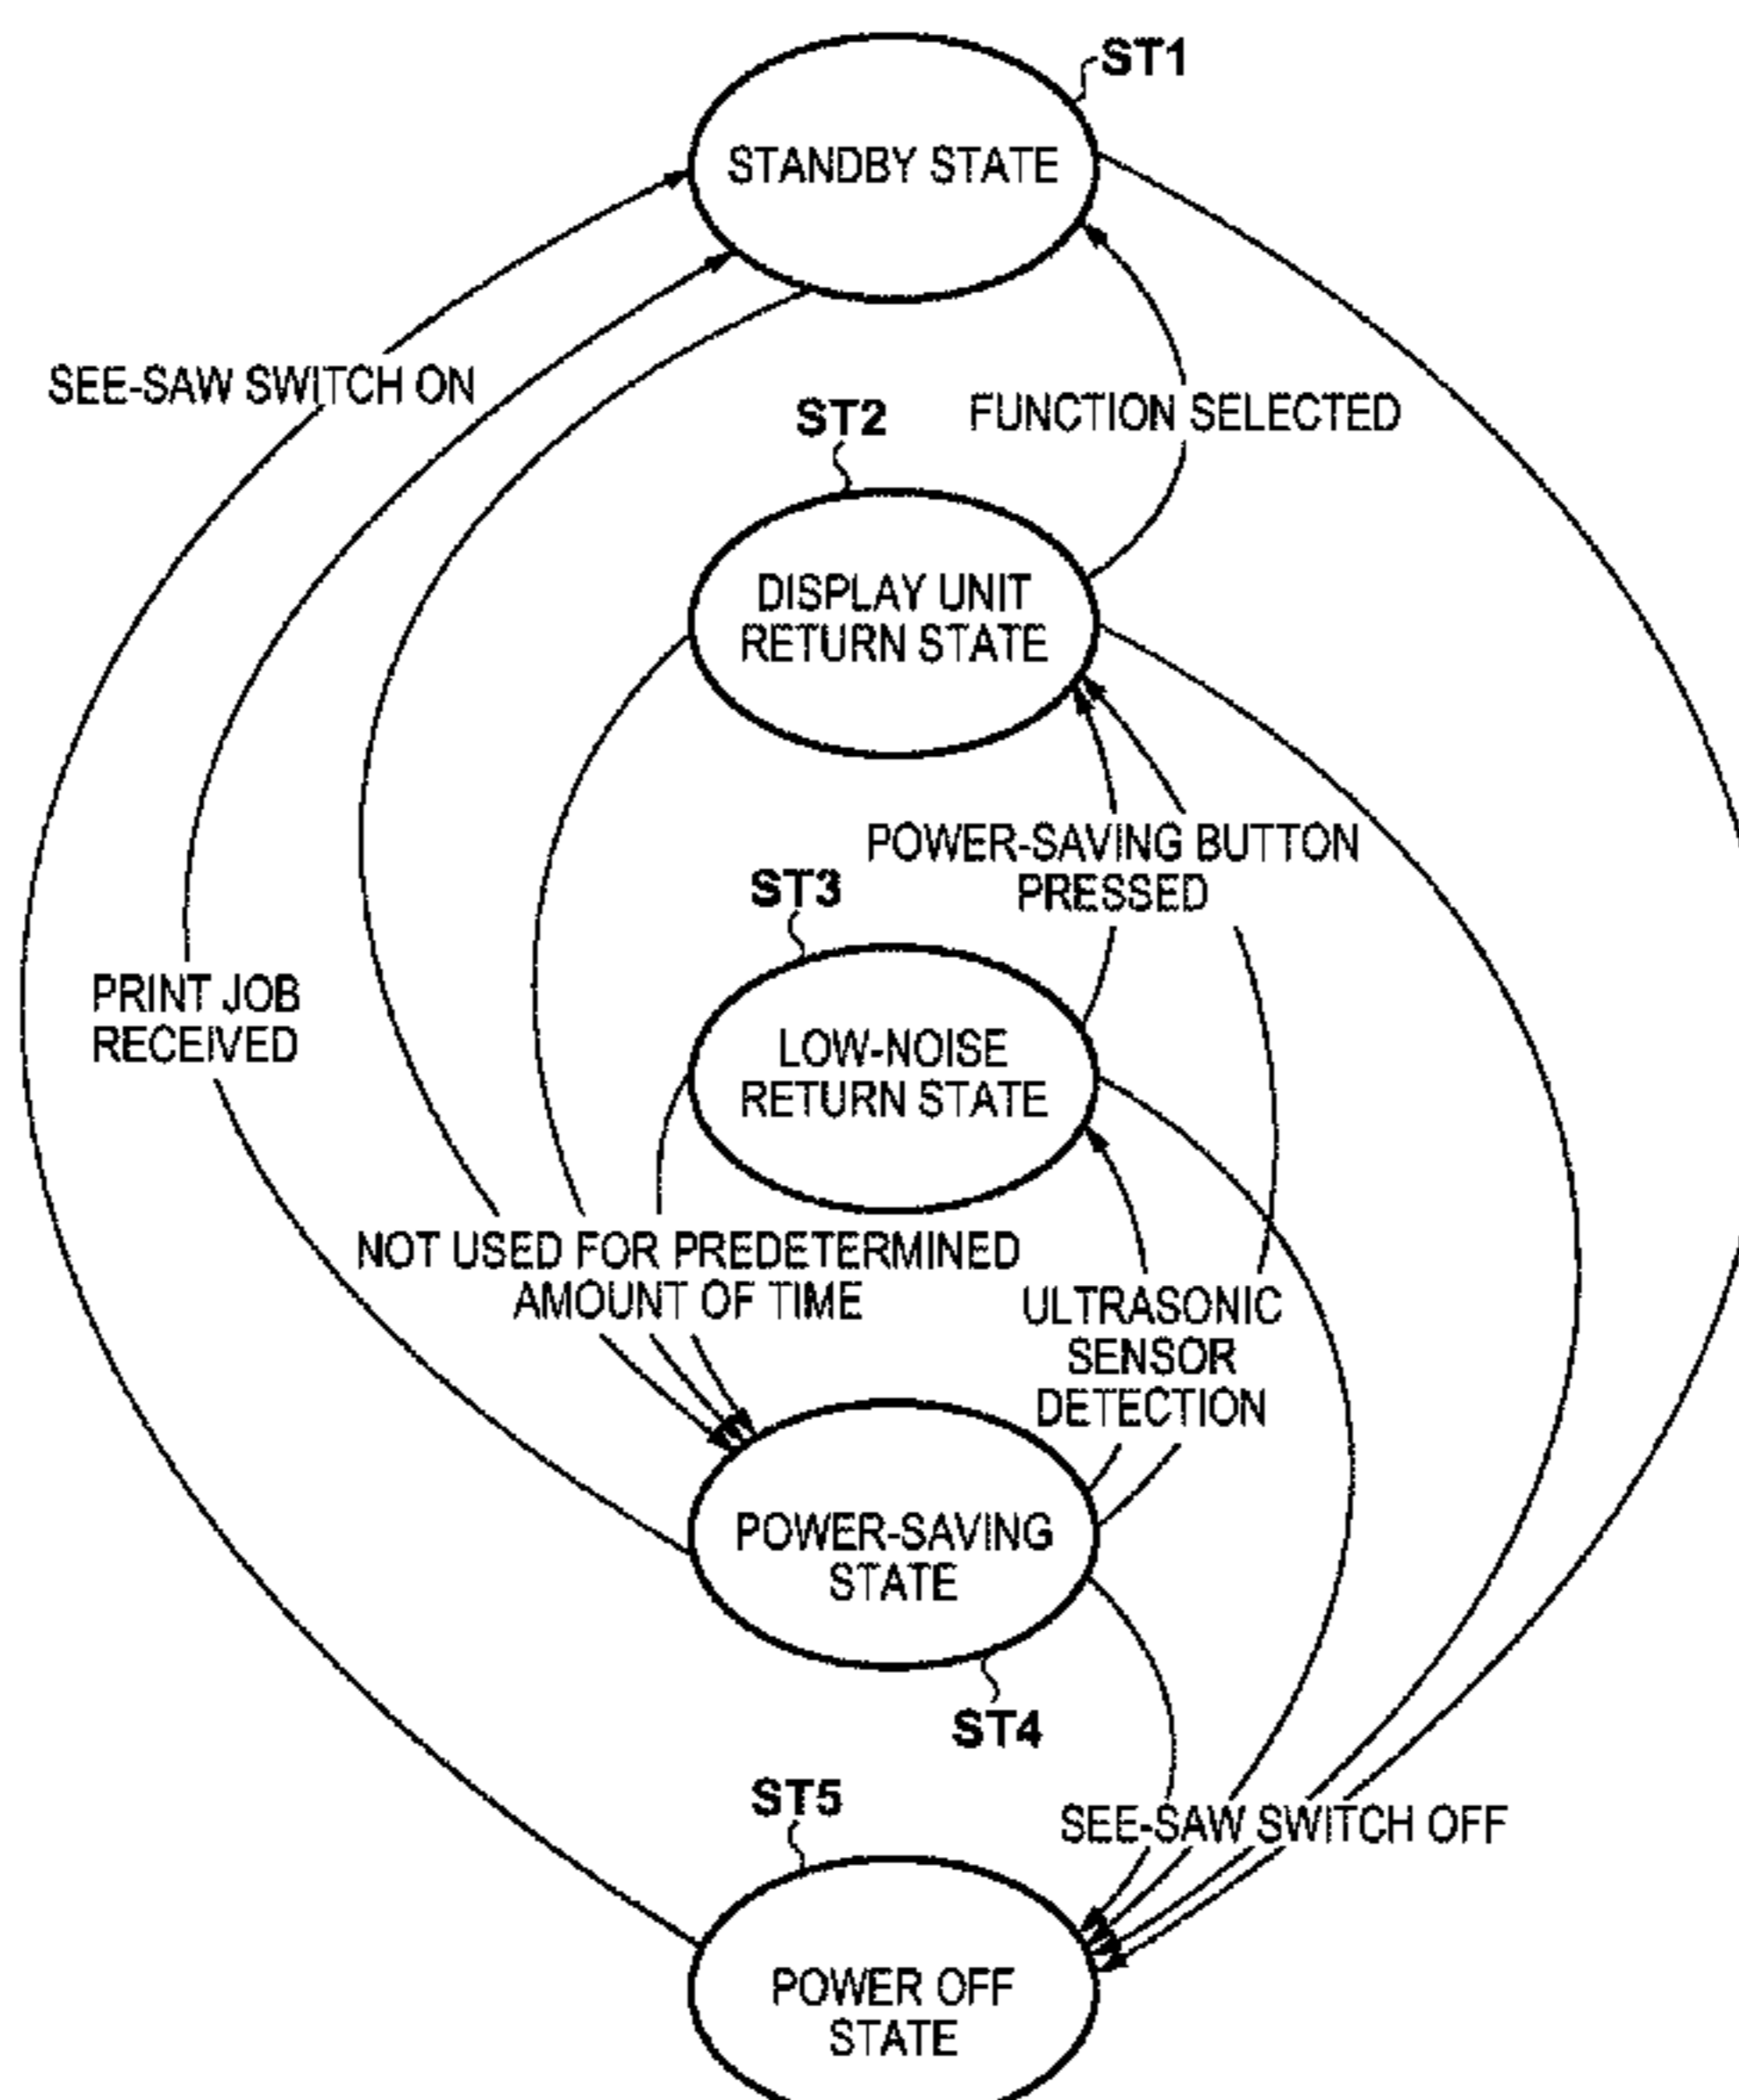 ST1
STANDBY STATE
SEE-SAW SWITCH ON
ST2
FUNCTION SELECTED
DISPLAY UNIT
RETURN STATE
POWER-SAVING BUTTON
PRESSED
ST3
PRINT JOB
RECEIVED
LOW-NOISE
RETURN STATE
NOT USED FOR PREDETERMINED
AMOUNT OF TIME
ULTRASONIC
SENSOR
DETECTION
POWER-SAVING
STATE
ST4
ST5
SEE-SAW SWITCH OFF
POWER OFF
STATE